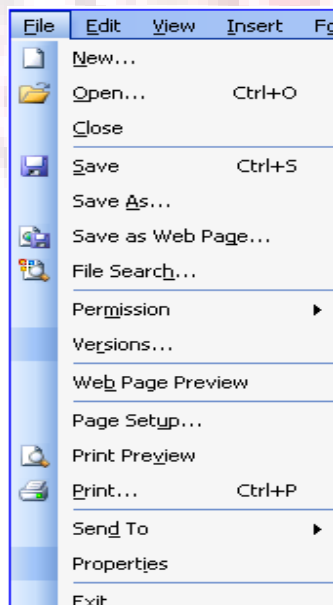 File Edit View Insert Fo
New...
Open... Ctrl+O
Close
Save Ctrl+S
Save As...
Save as Web Page...
File Search...
Permission
Versions...
Web Page Preview
Page Setup...
Print Preview
Print... Ctrl+P
Send To
Properties
Exit